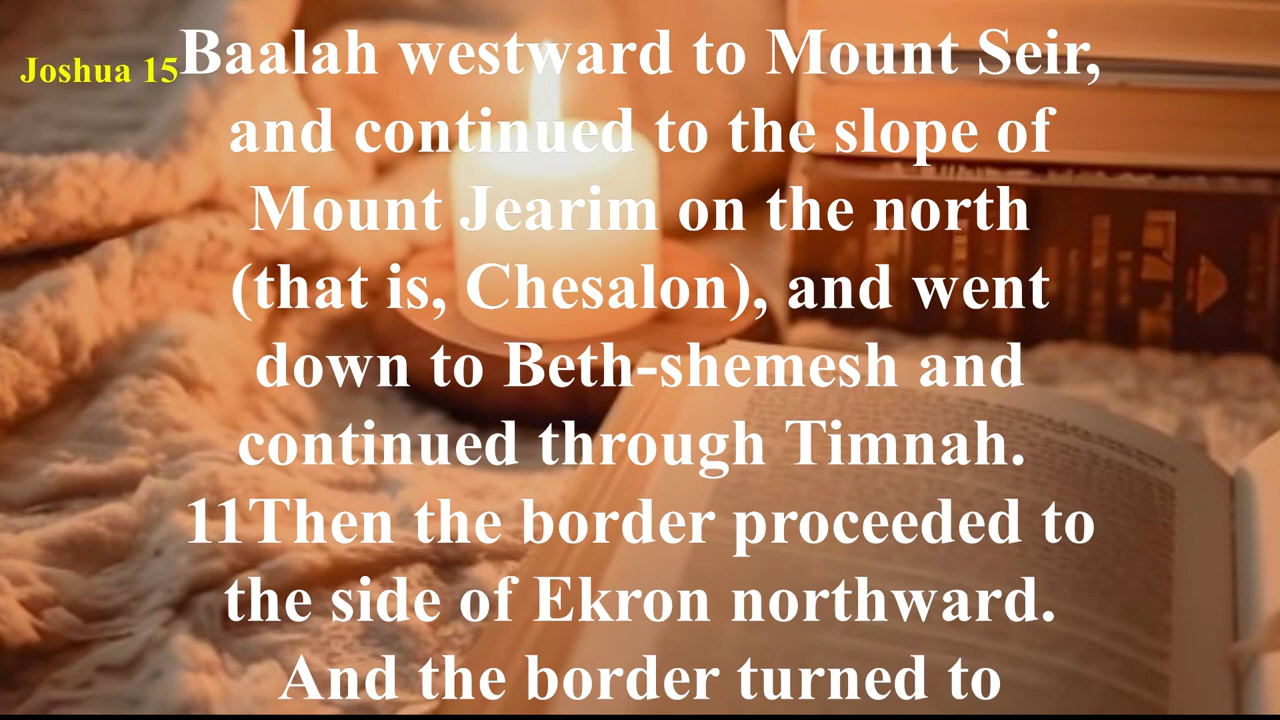 Joshua 15
Baalah westward to Mount Seir,
and continued to the slope of
Mount Jearim on the north
(that is, Chesalon), and went
down to Beth-shemesh and
continued through Timnah.
11Then the border proceeded to
the side of Ekron northward.
And the border turned to